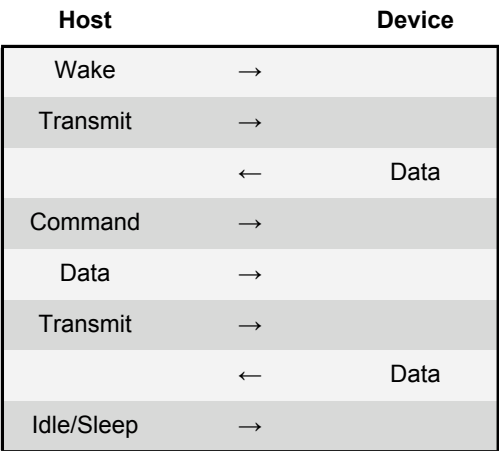 Host Device
Wake →
Transmit →
← Data
Command →
Data →
Transmit →
← Data
Idle/Sleep →